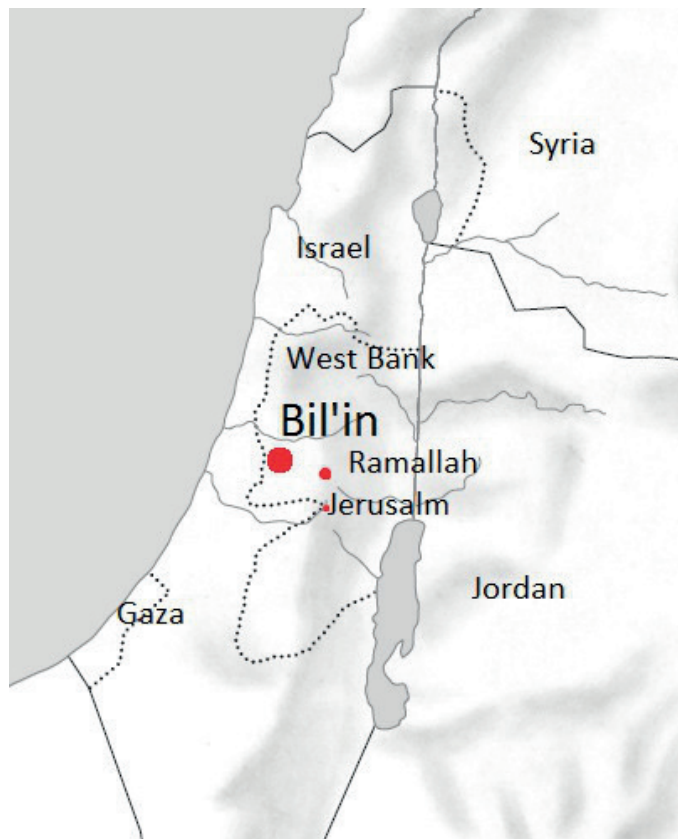 Syria
Israel
West Bank
Bil'in
Ramallah
Jerusalm
Jordan
Gaza